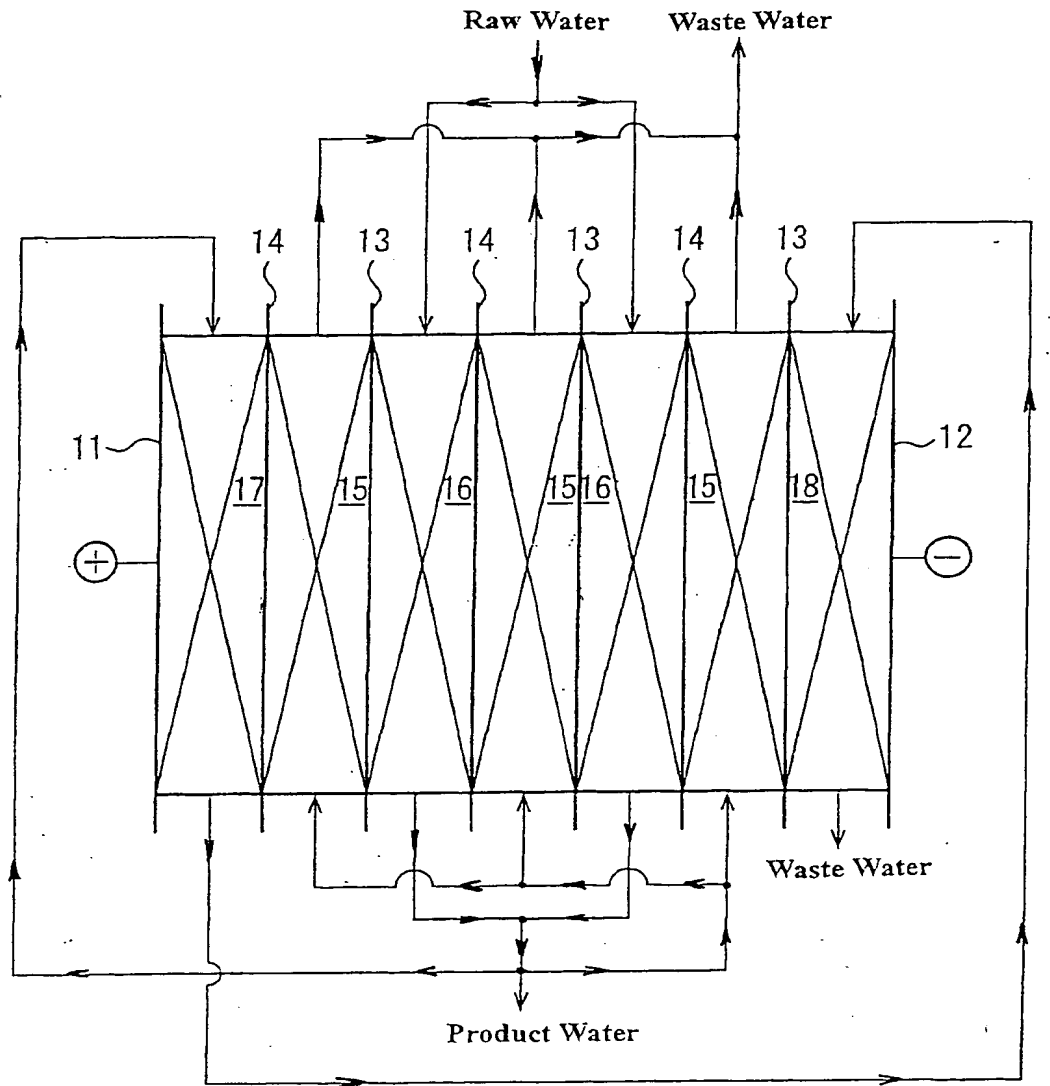 Raw Water Waste Water
14 13 14 13 14 13
11 12
17 15 16 15 16 15 18
+ −
Waste Water
Product Water